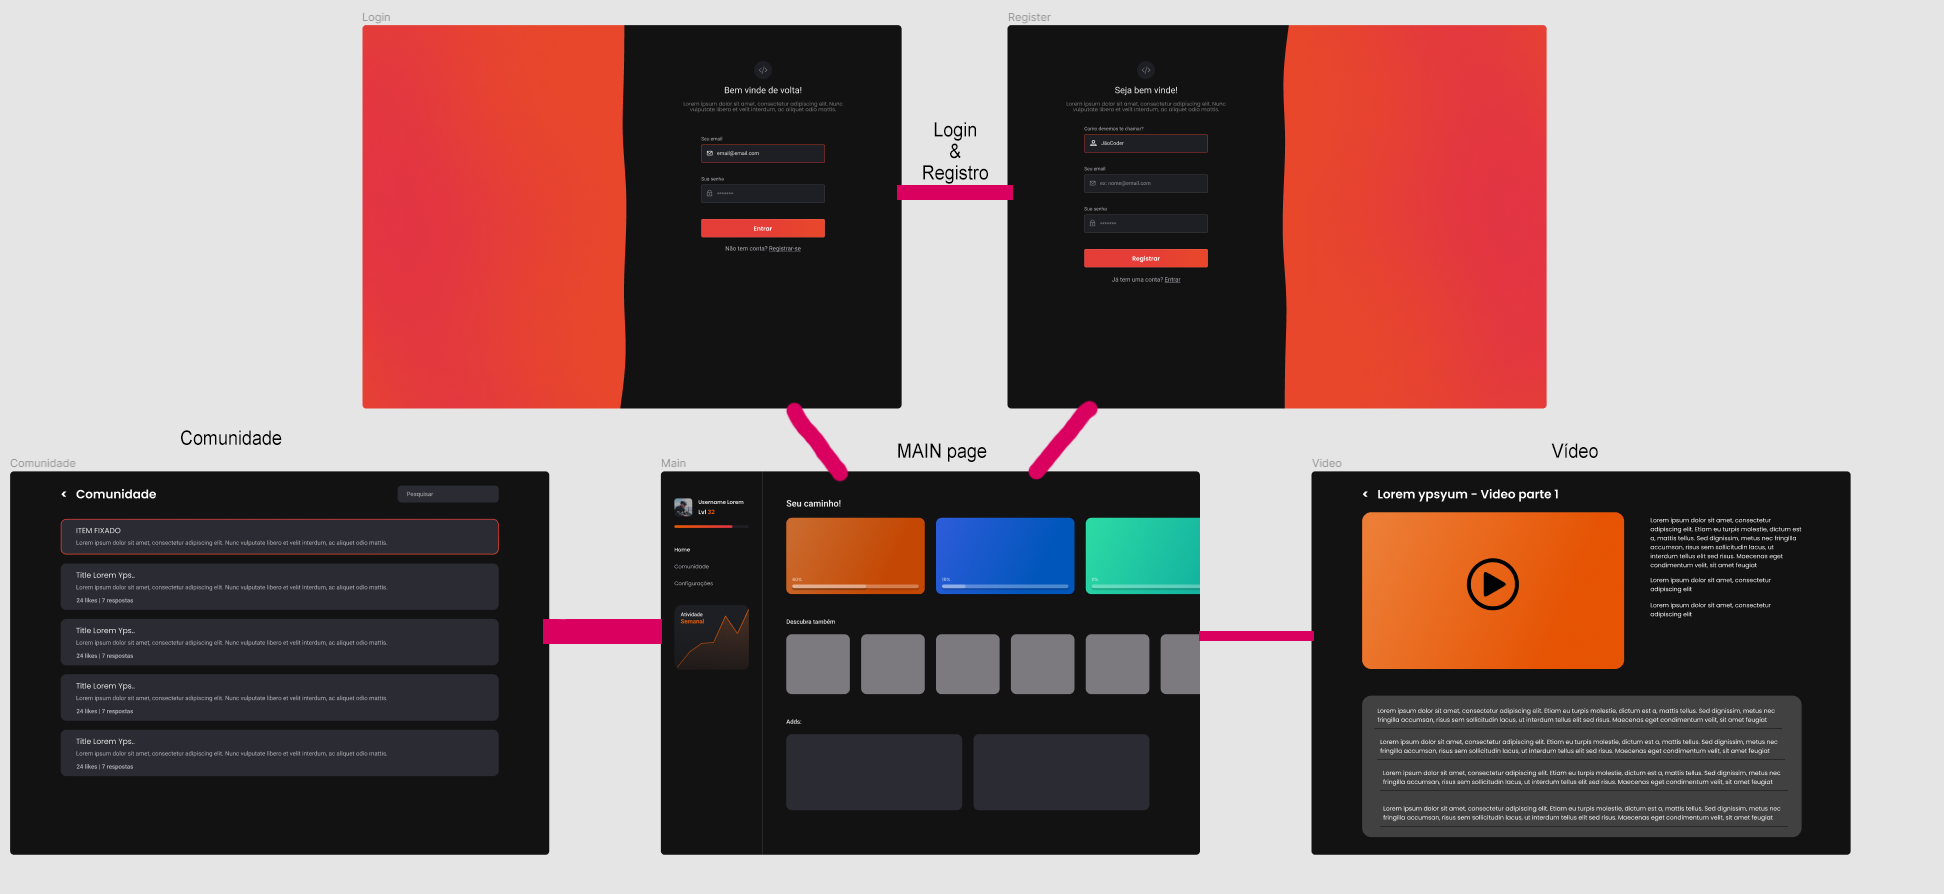 Login
Bem vinde de volta!
Lorem ipsum dolor sit amet, consectetur adipiscing elit. Nunc
vulputate libero et velit interdum, ac aliquet odio mattis.
Seu email
email@email.com
Sua senha
•••••••
Entrar
Não tem conta? Registrar-se
Login
&
Registro
Register
Seja bem vinde!
Lorem ipsum dolor sit amet, consectetur adipiscing elit. Nunc
vulputate libero et velit interdum, ac aliquet odio mattis.
Como devemos te chamar?
JãoCoder
Seu email
ex: nome@email.com
Sua senha
•••••••
Registrar
Já tem uma conta? Entrar
Comunidade
Comunidade
Comunidade
Pesquisar
ITEM FIXADO
Lorem ipsum dolor sit amet, consectetur adipiscing elit. Nunc vulputate libero et velit interdum, ac aliquet odio mattis.
Title Lorem Yps..
Lorem ipsum dolor sit amet, consectetur adipiscing elit. Nunc vulputate libero et velit interdum, ac aliquet odio mattis.
24 likes | 7 respostas
Title Lorem Yps..
Lorem ipsum dolor sit amet, consectetur adipiscing elit. Nunc vulputate libero et velit interdum, ac aliquet odio mattis.
24 likes | 7 respostas
Title Lorem Yps..
Lorem ipsum dolor sit amet, consectetur adipiscing elit. Nunc vulputate libero et velit interdum, ac aliquet odio mattis.
24 likes | 7 respostas
Title Lorem Yps..
Lorem ipsum dolor sit amet, consectetur adipiscing elit. Nunc vulputate libero et velit interdum, ac aliquet odio mattis.
24 likes | 7 respostas
MAIN page
Main
Username Lorem
Lvl 32
Home
Comunidade
Configurações
Atividade
Semanal
Seu caminho!
Descubra também
Adds:
Vídeo
Video
Lorem ypsyum - Video parte 1
Lorem ipsum dolor sit amet, consectetur
adipiscing elit. Etiam eu turpis molestie, dictum est
a, mattis tellus. Sed dignissim, metus nec fringilla
accumsan, risus sem sollicitudin lacus, ut
interdum tellus elit sed risus. Maecenas eget
condimentum velit, sit amet feugiat
Lorem ipsum dolor sit amet, consectetur
adipiscing elit
Lorem ipsum dolor sit amet, consectetur
adipiscing elit
Lorem ipsum dolor sit amet, consectetur adipiscing elit. Etiam eu turpis molestie, dictum est a, mattis tellus. Sed dignissim, metus nec
fringilla accumsan, risus sem sollicitudin lacus, ut interdum tellus elit sed risus. Maecenas eget condimentum velit, sit amet feugiat
Lorem ipsum dolor sit amet, consectetur adipiscing elit. Etiam eu turpis molestie, dictum est a, mattis tellus. Sed dignissim, metus nec
fringilla accumsan, risus sem sollicitudin lacus, ut interdum tellus elit sed risus. Maecenas eget condimentum velit, sit amet feugiat
Lorem ipsum dolor sit amet, consectetur adipiscing elit. Etiam eu turpis molestie, dictum est a, mattis tellus. Sed dignissim, metus nec
fringilla accumsan, risus sem sollicitudin lacus, ut interdum tellus elit sed risus. Maecenas eget condimentum velit, sit amet feugiat
Lorem ipsum dolor sit amet, consectetur adipiscing elit. Etiam eu turpis molestie, dictum est a, mattis tellus. Sed dignissim, metus nec
fringilla accumsan, risus sem sollicitudin lacus, ut interdum tellus elit sed risus. Maecenas eget condimentum velit, sit amet feugiat